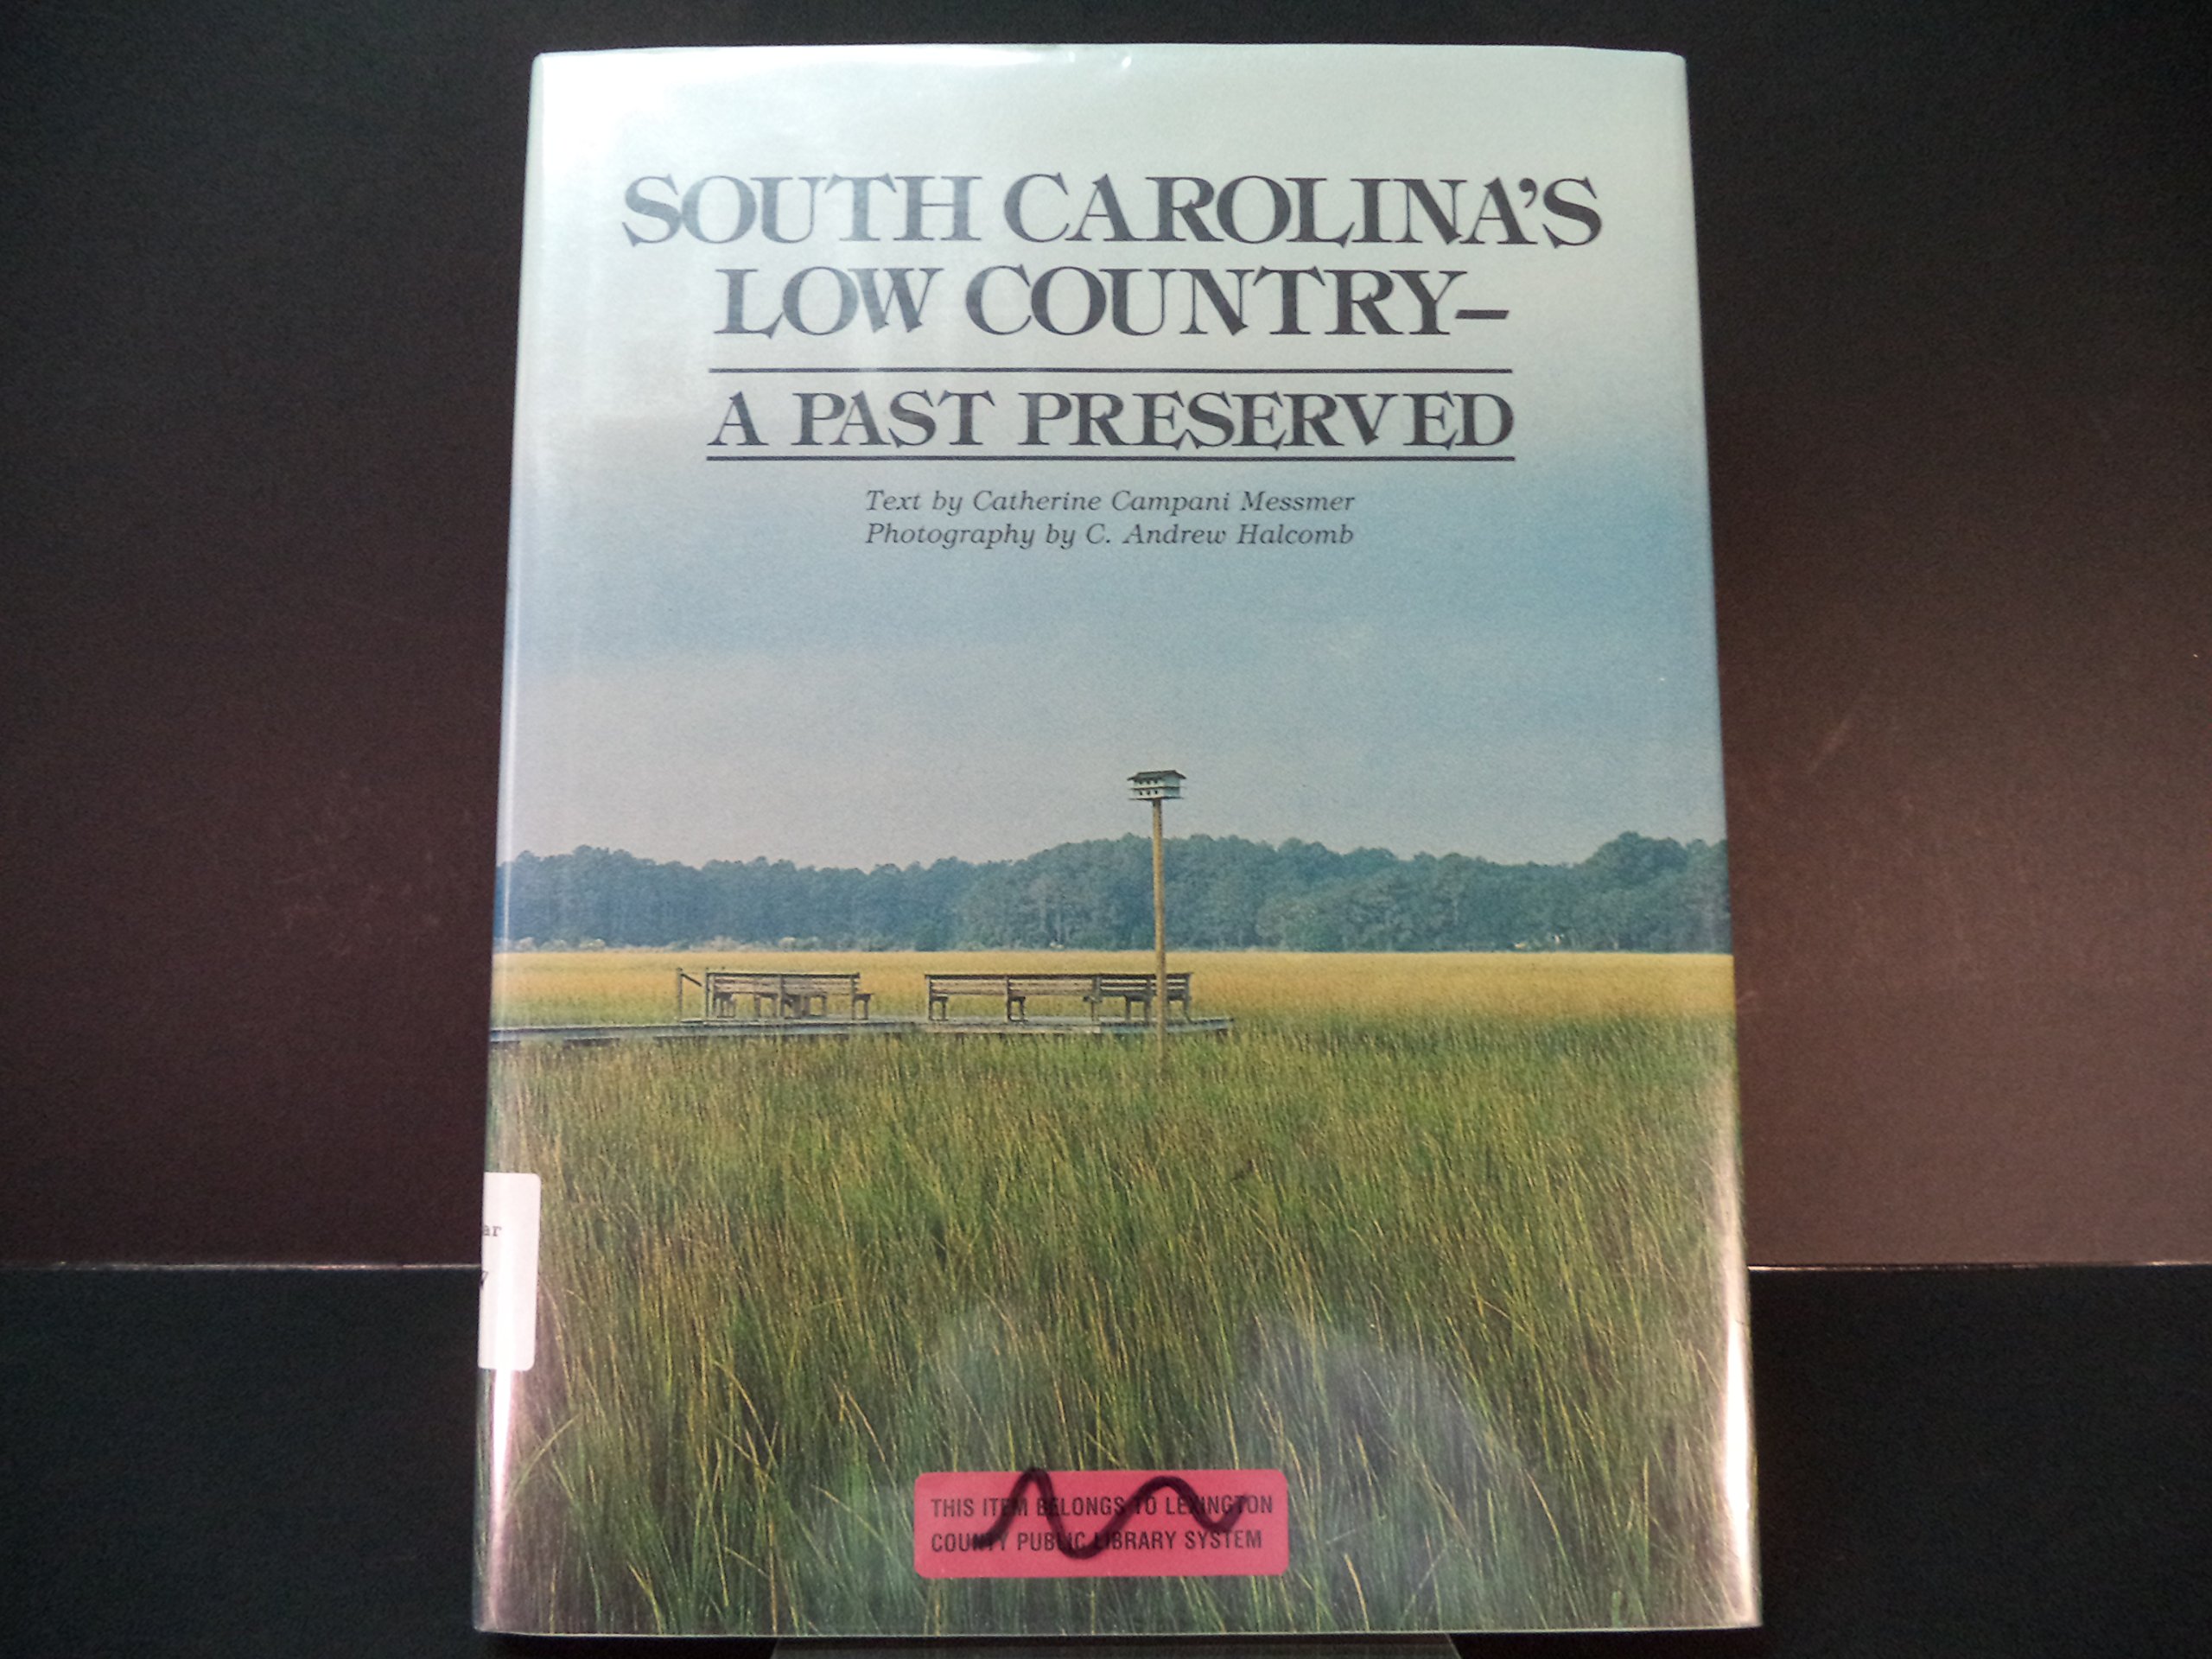 SOUTH CAROLINA'S
LOW COUNTRY–
A PAST PRESERVED
Text by Catherine Campani Messmer
Photography by C. Andrew Halcomb
ar
THIS ITEM BELONGS TO LEXINGTON
COUNTY PUBLIC LIBRARY SYSTEM